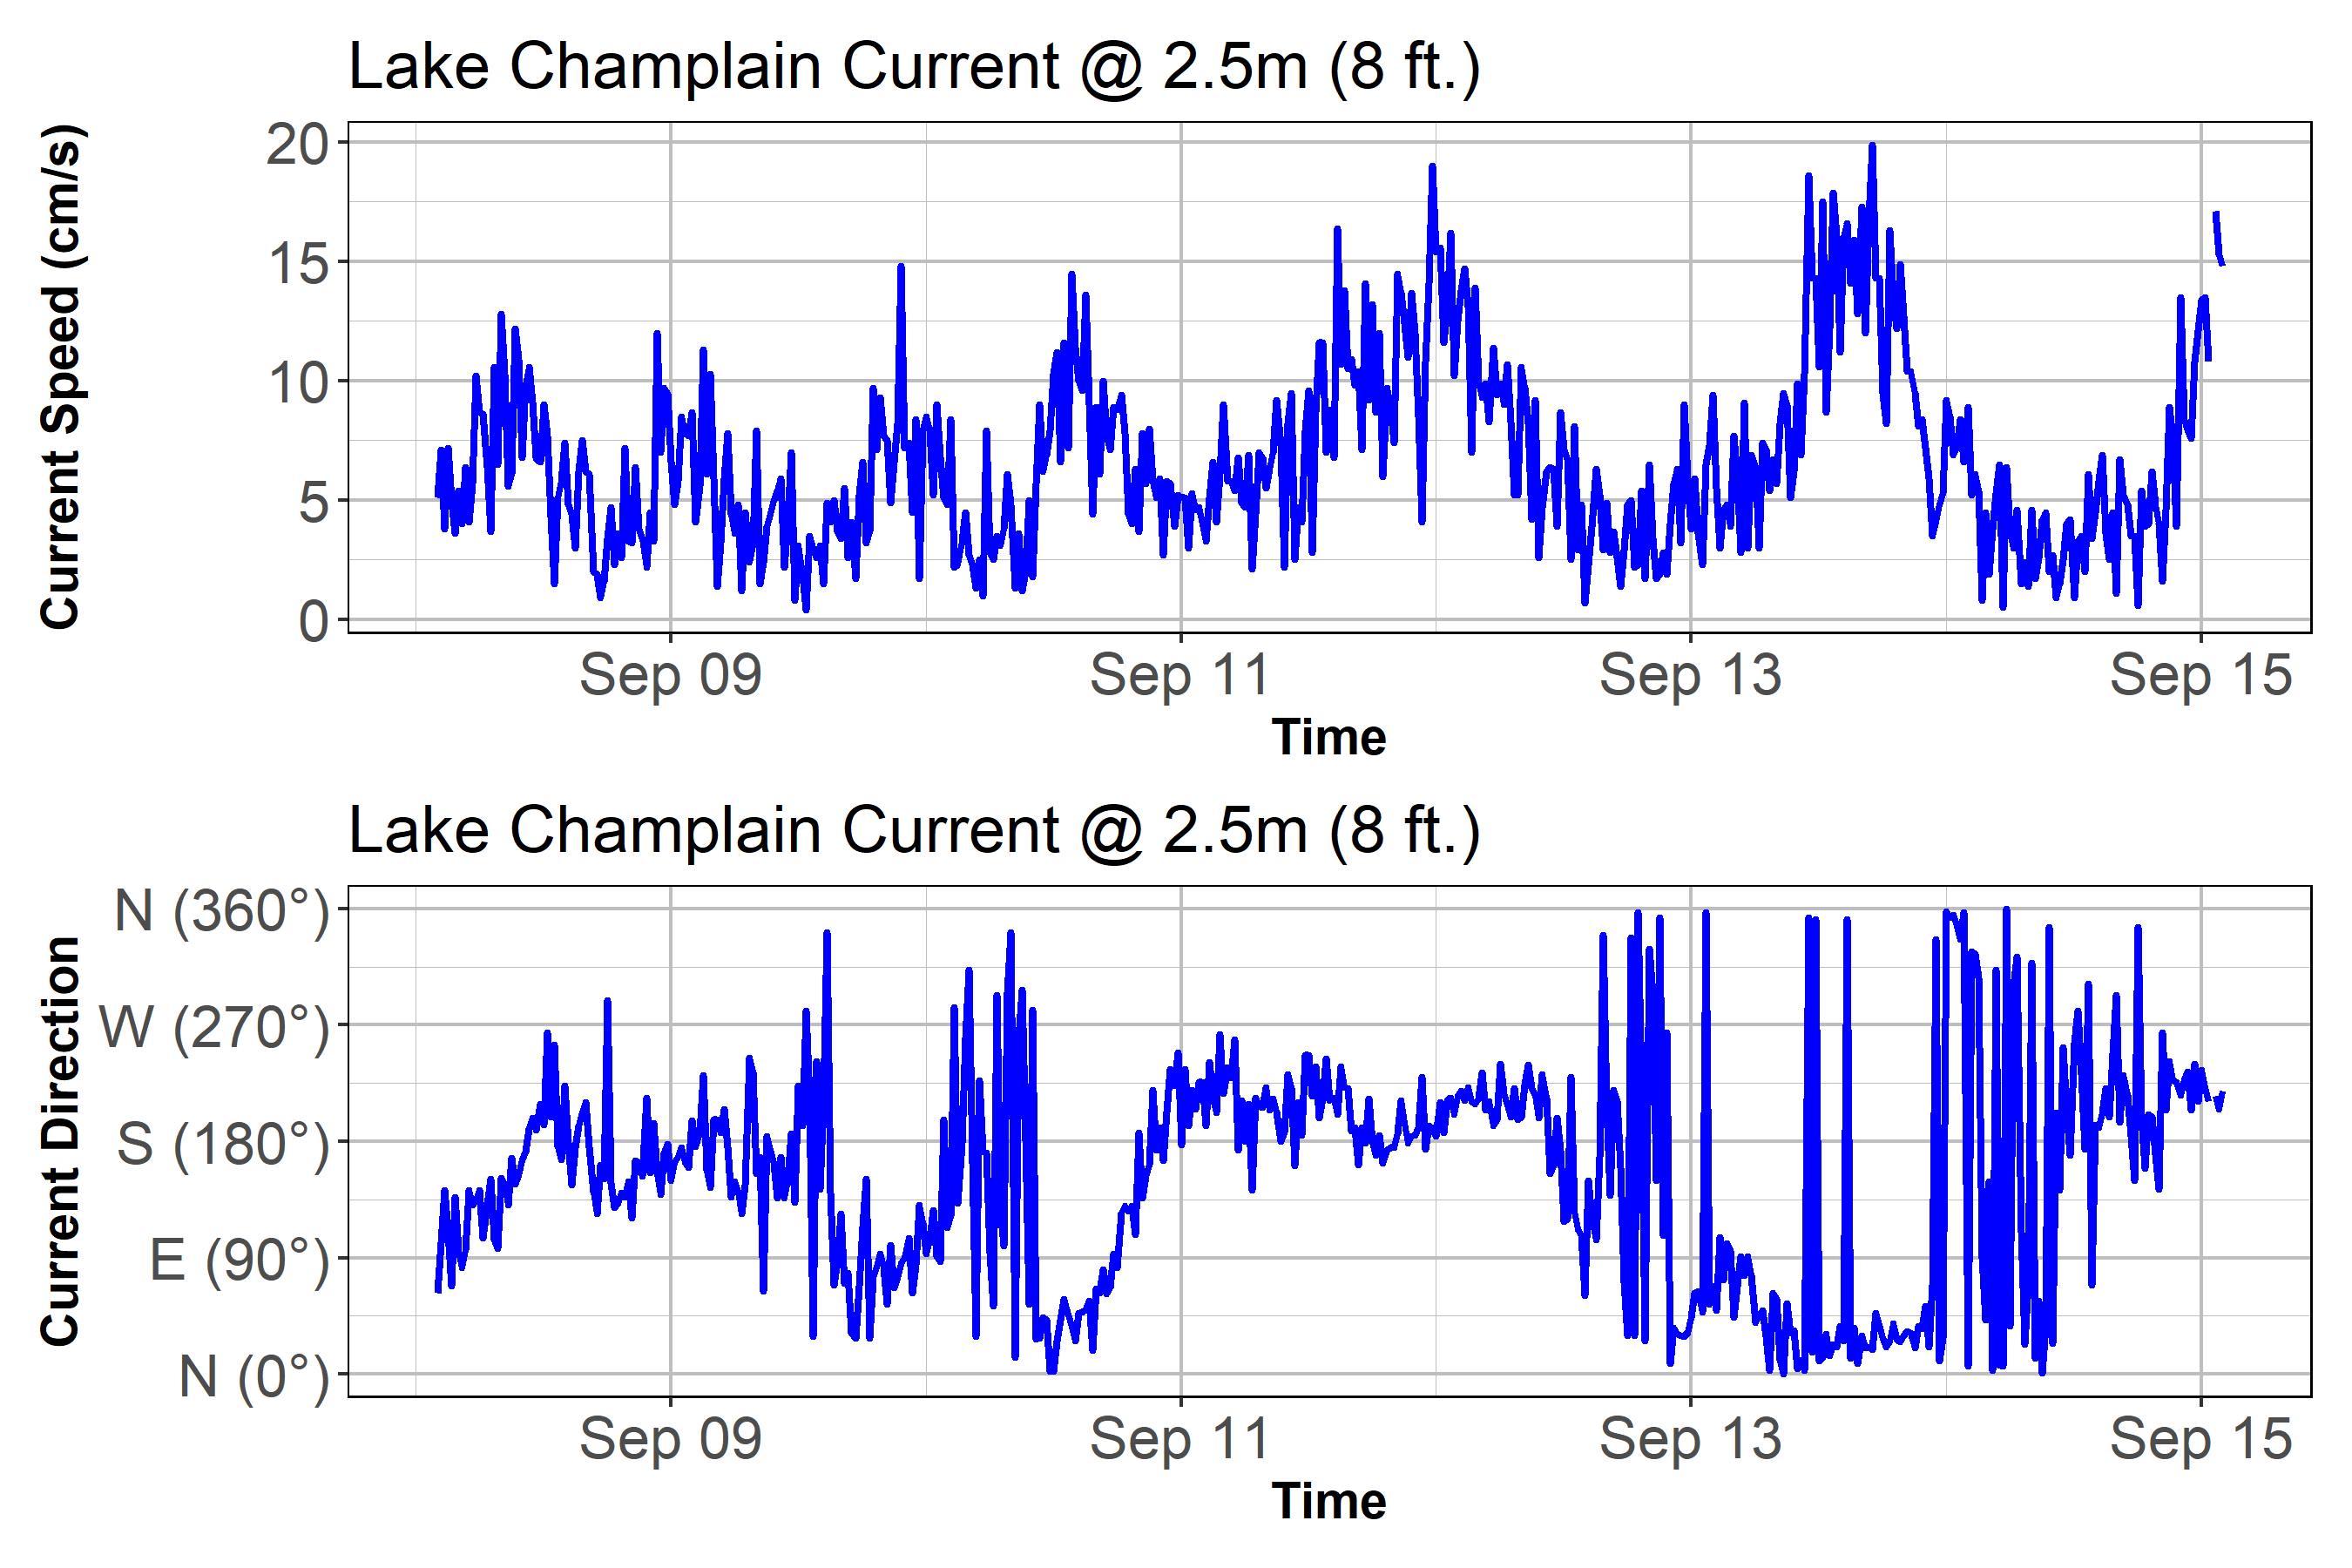 Lake Champlain Current @ 2.5m (8 ft.)
Current Speed (cm/s)
20
15
10
5
0
Sep 09 Sep 11 Sep 13 Sep 15
Time
Lake Champlain Current @ 2.5m (8 ft.)
Current Direction
N (360°)
W (270°)
S (180°)
E (90°)
N (0°)
Sep 09 Sep 11 Sep 13 Sep 15
Time